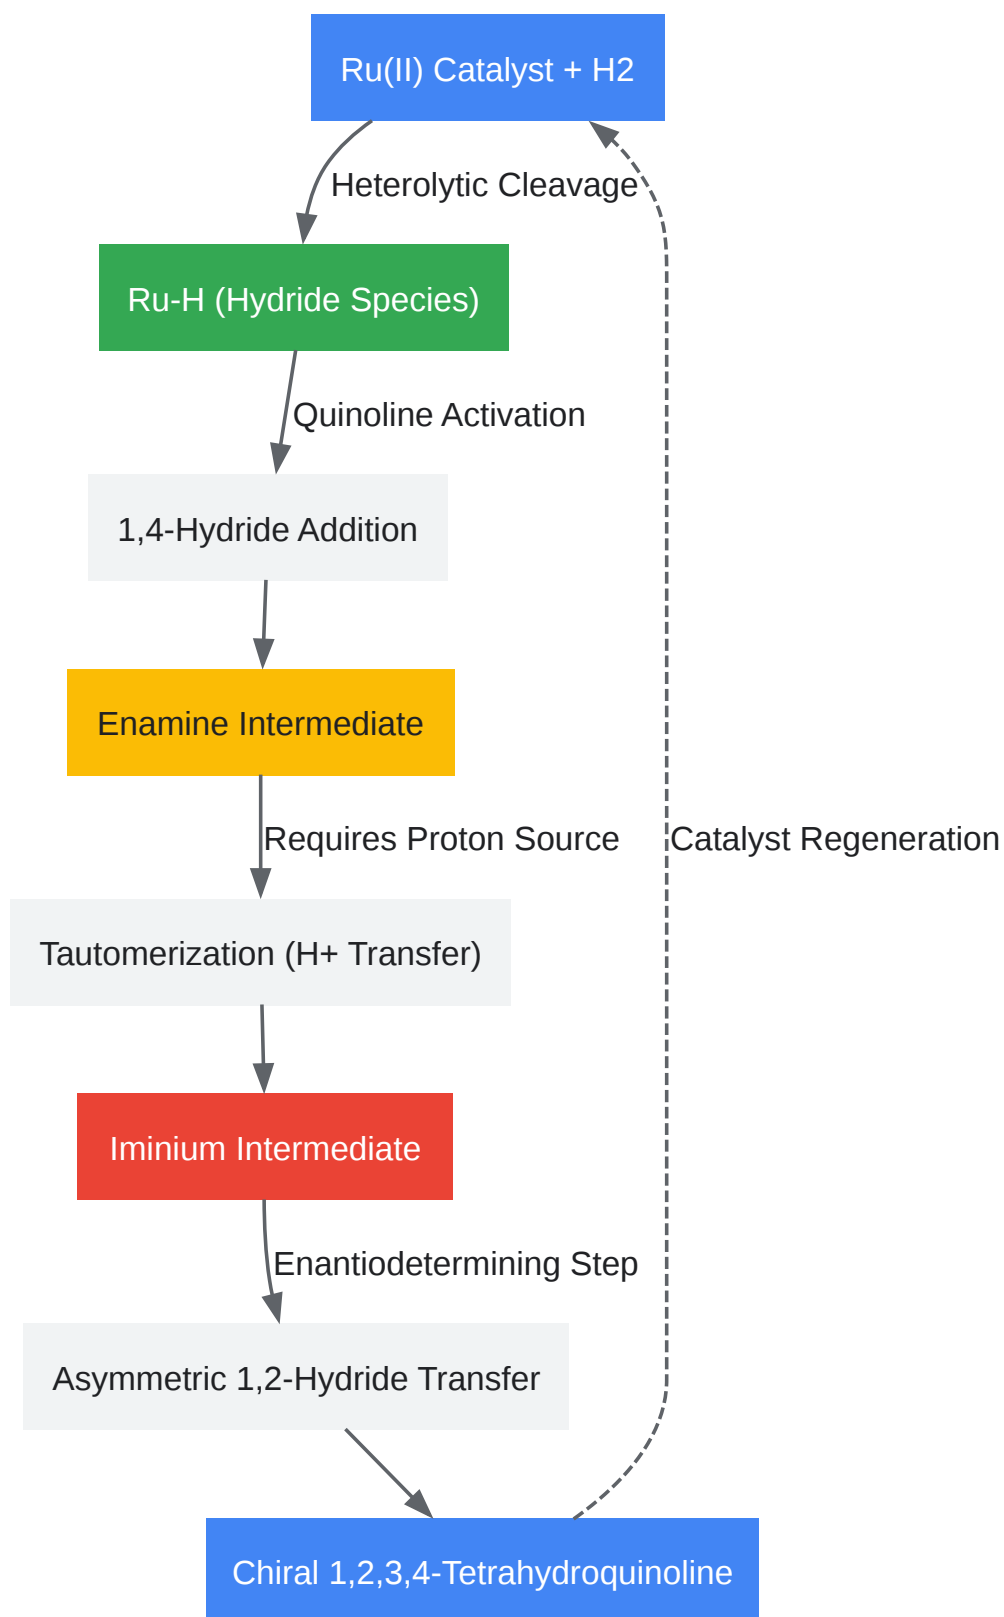 Ru(II) Catalyst + H2
Heterolytic Cleavage
Ru-H (Hydride Species)
Quinoline Activation
1,4-Hydride Addition
Enamine Intermediate
Requires Proton Source
Catalyst Regeneration
Tautomerization (H+ Transfer)
Iminium Intermediate
Enantiodetermining Step
Asymmetric 1,2-Hydride Transfer
Chiral 1,2,3,4-Tetrahydroquinoline